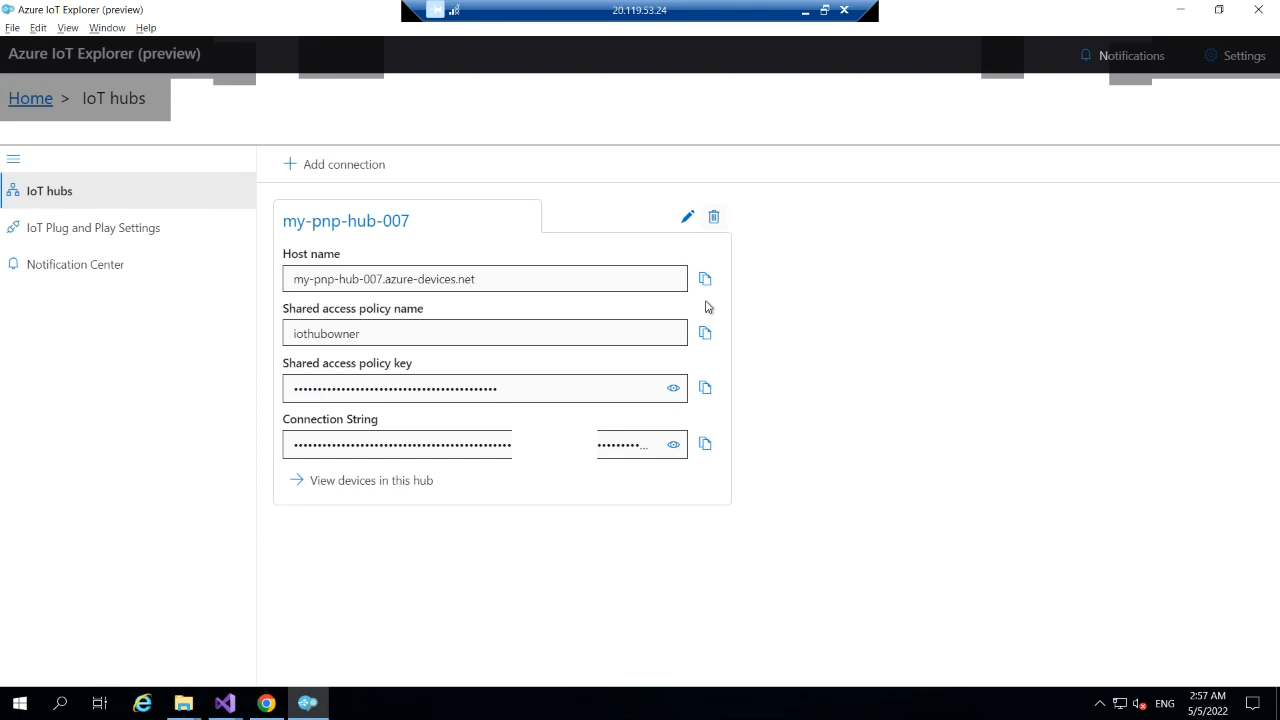 Azure IoT Explorer (preview)
20.119.53.24
File Edit View Window Help
Azure IoT Explorer (preview)
Notifications
Settings
Home > IoT hubs
Add connection
IoT hubs
IoT Plug and Play Settings
Notification Center
my-pnp-hub-007
Host name
my-pnp-hub-007.azure-devices.net
Shared access policy name
iothubowner
Shared access policy key
••••••••••••••••••••••••••••••••••••••••••••
Connection String
••••••••••••••••••••••••••••••••••••••••••••••• •••••••••...
View devices in this hub
ENG
2:57 AM
5/5/2022